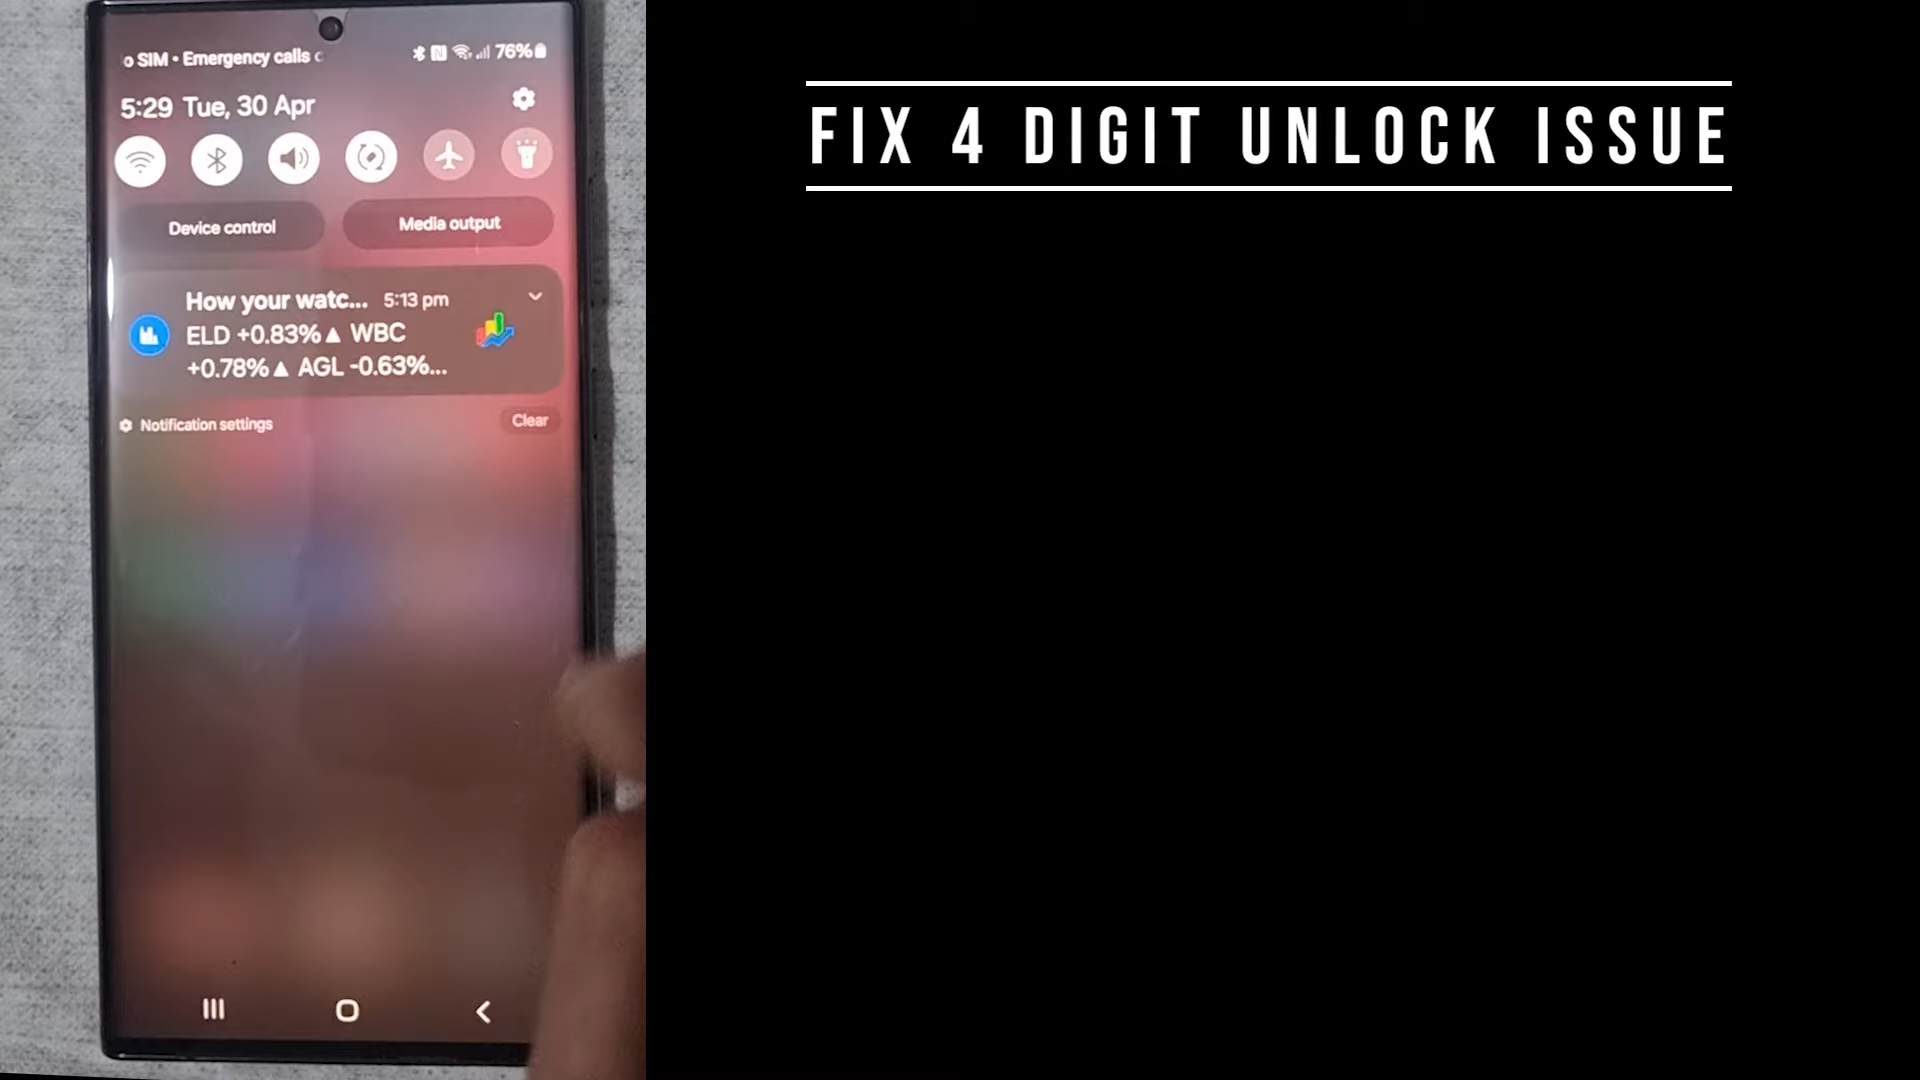 o SIM • Emergency calls
76%
5:29 Tue, 30 Apr
Device control
Media output
How your watc... 5:13 pm
ELD +0.83%▲ WBC
+0.78%▲ AGL -0.63%...
Notification settings
Clear
FIX 4 DIGIT UNLOCK ISSUE